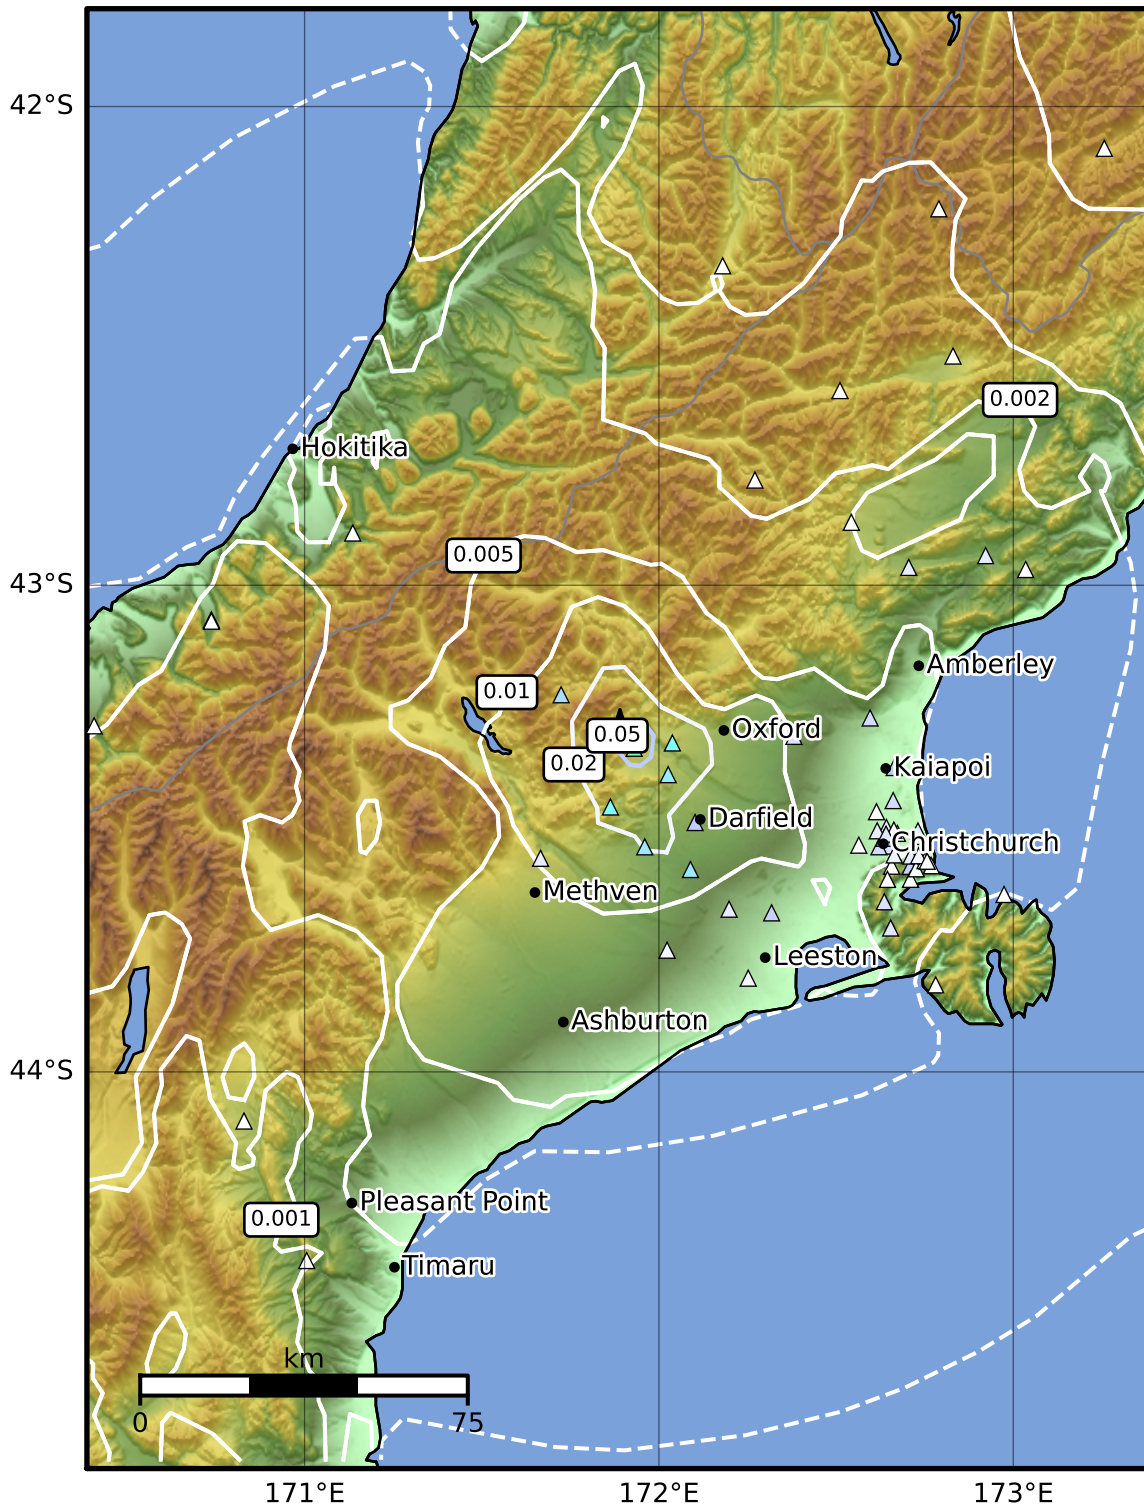 42°S
0.002
Hokitika
0.005
43°S
Amberley
0.01
Oxford
0.05
0.02
Kaiapoi
Darfield
Christchurch
Methven
Leeston
Ashburton
44°S
Pleasant Point
0.001
Timaru
km
0 75
171°E 172°E 173°E